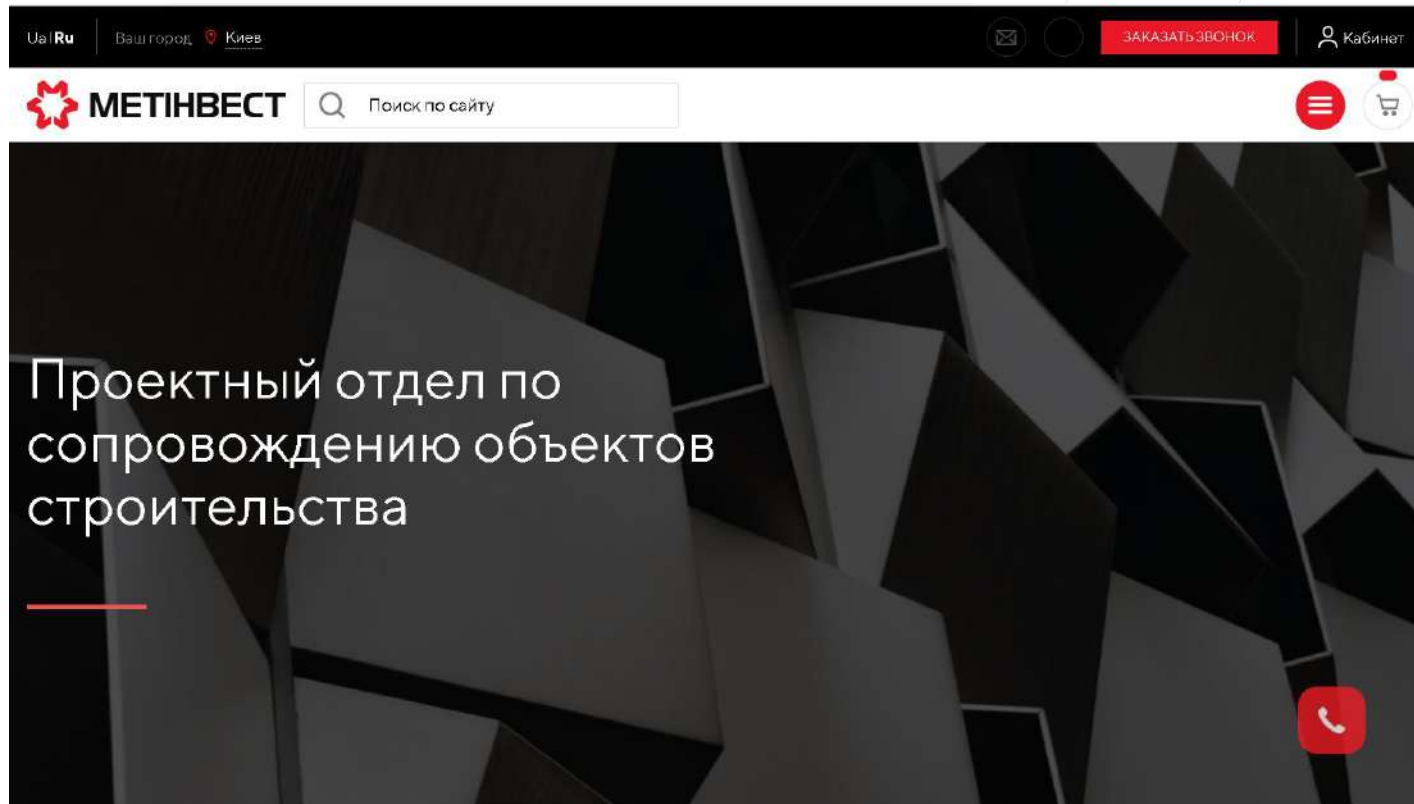 Ua | Ru Ваш город Киев ЗАКАЗАТЬ ЗВОНОК Кабинет
МЕТІНВЕСТ Поиск по сайту
Проектный отдел по
сопровождению объектов
строительства